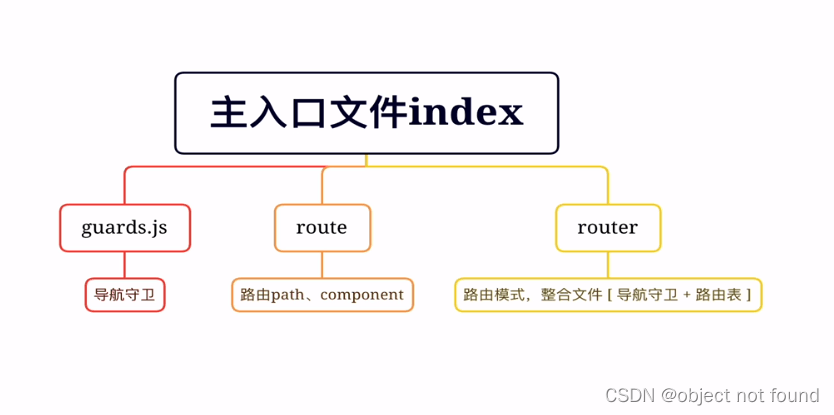 主入口文件index
guards.js
route
router
导航守卫
路由path、component
路由模式，整合文件 [ 导航守卫 + 路由表 ]
CSDN @object not found